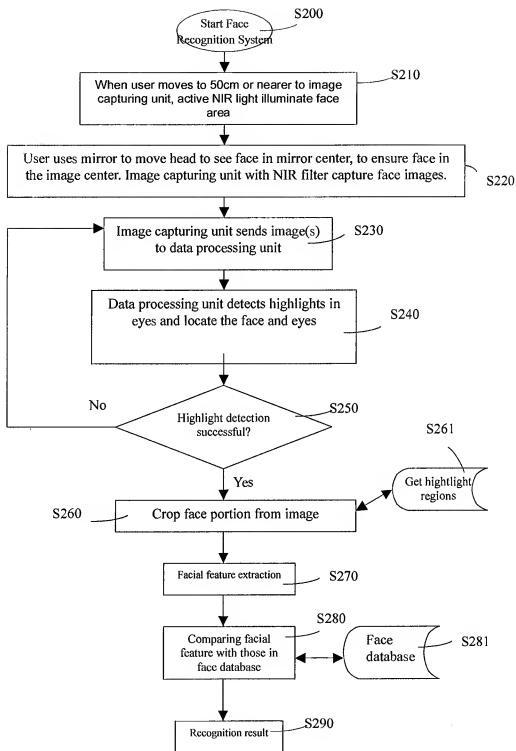 S200
Start Face
Recognition System
S210
When user moves to 50cm or nearer to image
capturing unit, active NIR light illuminate face
area
User uses mirror to move head to see face in mirror center, to ensure face in
the image center. Image capturing unit with NIR filter capture face images.
S220
Image capturing unit sends image(s)
to data processing unit
S230
Data processing unit detects highlights in
eyes and locate the face and eyes
S240
No
Highlight detection
successful?
S250
Yes
S261
Get hightlight
regions
S260
Crop face portion from image
Facial feature extraction
S270
S280
Comparing facial
feature with those in
face database
Face
database
S281
Recognition result
S290